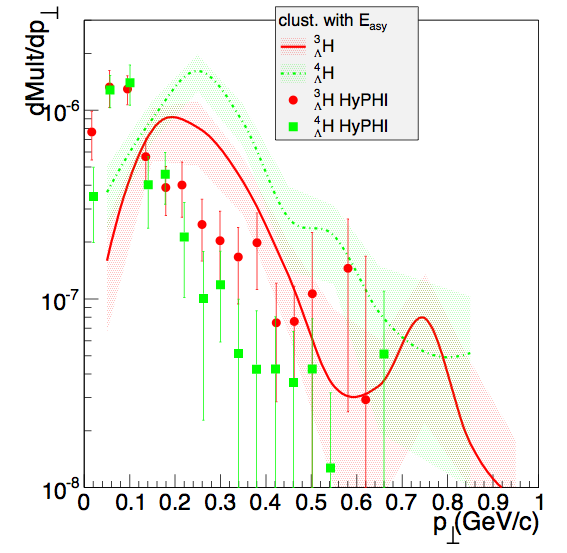 clust. with E_asy
³_ΛH
⁴_ΛH
³_ΛH HyPHI
⁴_ΛH HyPHI
dMult/dp⊥
10⁻⁶
10⁻⁷
10⁻⁸
0 0.1 0.2 0.3 0.4 0.5 0.6 0.7 0.8 0.9 1
p⊥(GeV/c)